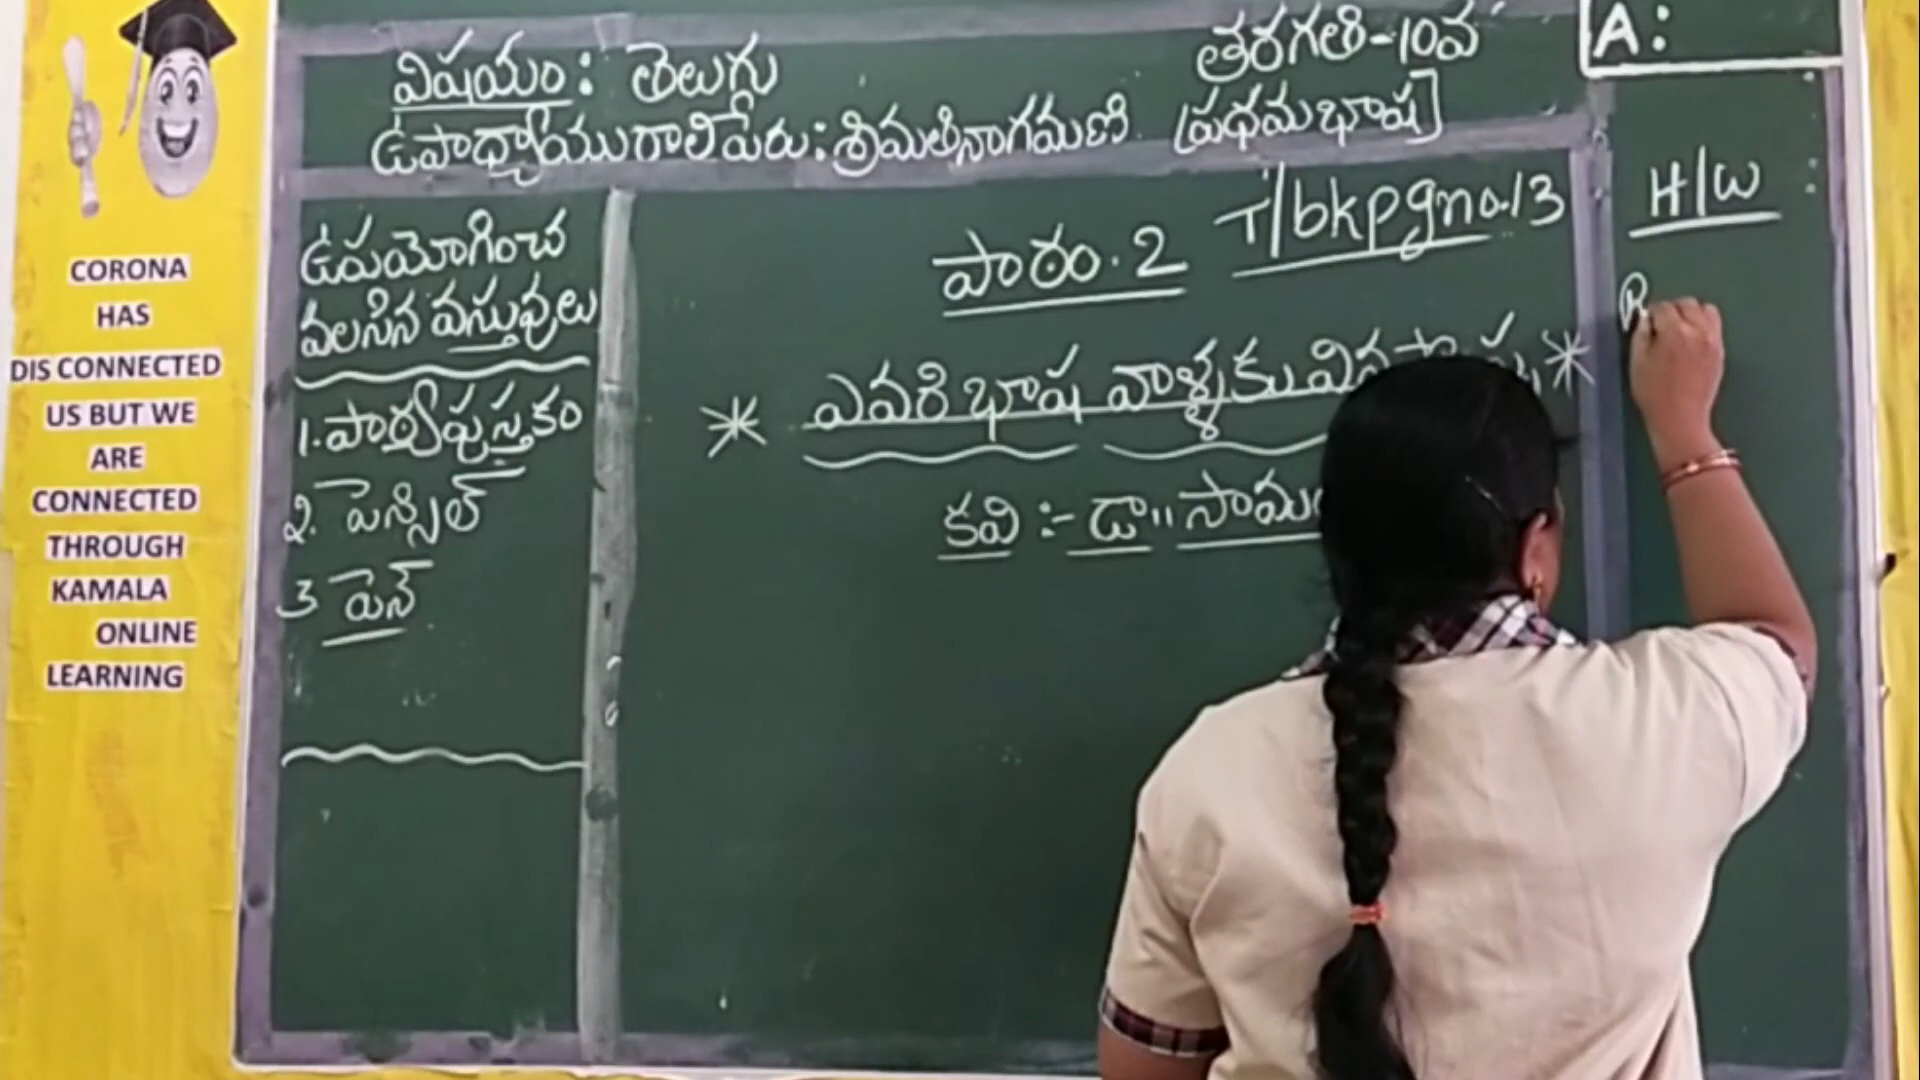 CORONA
HAS
DIS CONNECTED
US BUT WE
ARE
CONNECTED
THROUGH
KAMALA
ONLINE
LEARNING
విషయం : తెలుగు
తరగతి-10వ
ఉపాధ్యాయురాలిపేరు: శ్రీమతినాగమణి
[ప్రథమభాష]
A :
ఉపయోగించ
వలసిన వస్తువులు
1. పాఠ్యపుస్తకం
2. పెన్సిల్
3 పెన్
పాఠం. 2
T/bkpgno.13
* ఎవరి భాష వాళ్ళకు *
కవి :- డా"
H/W :
R